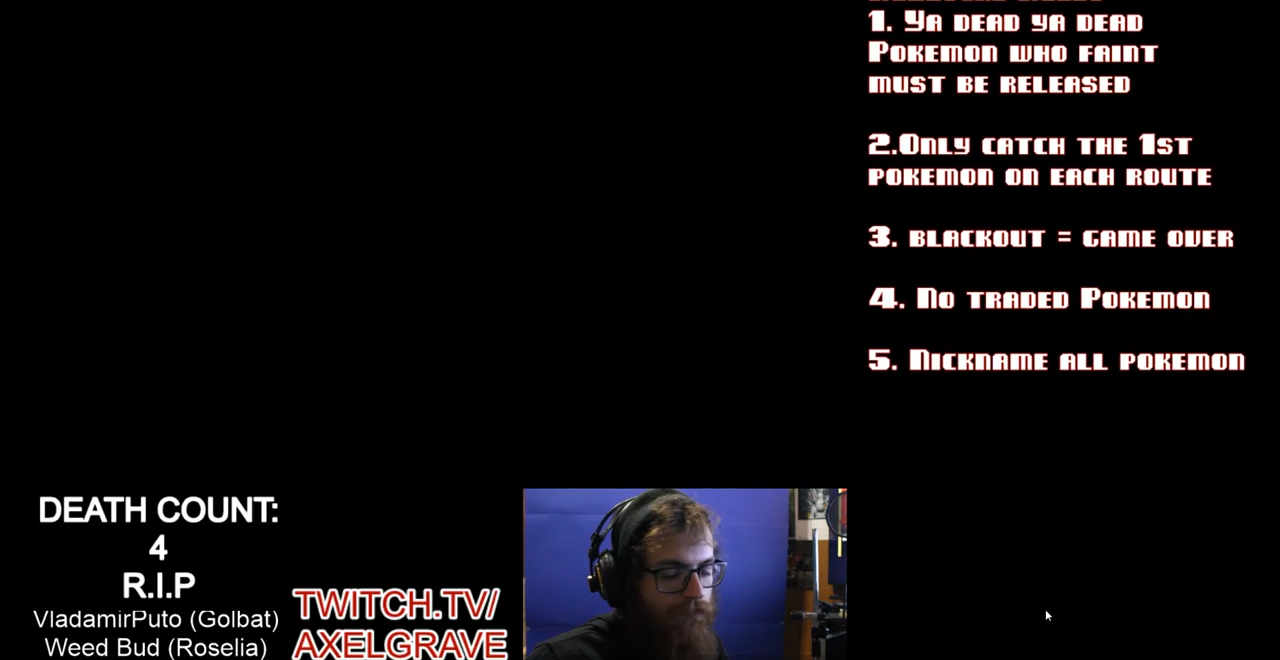 1. Ya dead ya dead
Pokemon who faint
must be released
2.Only catch the 1st
pokemon on each route
3. blackout = game over
4. No traded Pokemon
5. Nickname all pokemon
DEATH COUNT:
4
R.I.P
VladamirPuto (Golbat)
Weed Bud (Roselia)
TWITCH.TV/
AXELGRAVE